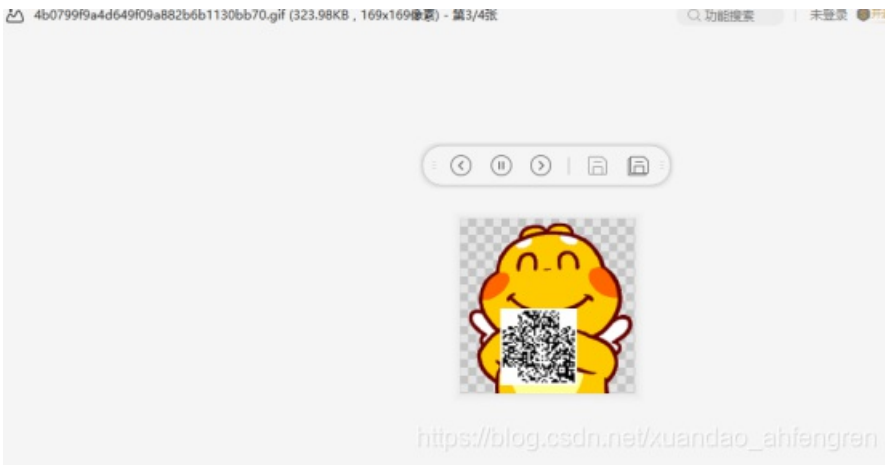 4b0799f9a4d649f09a882b6b1130bb70.gif (323.98KB , 169x169像素) - 第3/4张
功能搜索
未登录
https://blog.csdn.net/xuandao_ahfengren